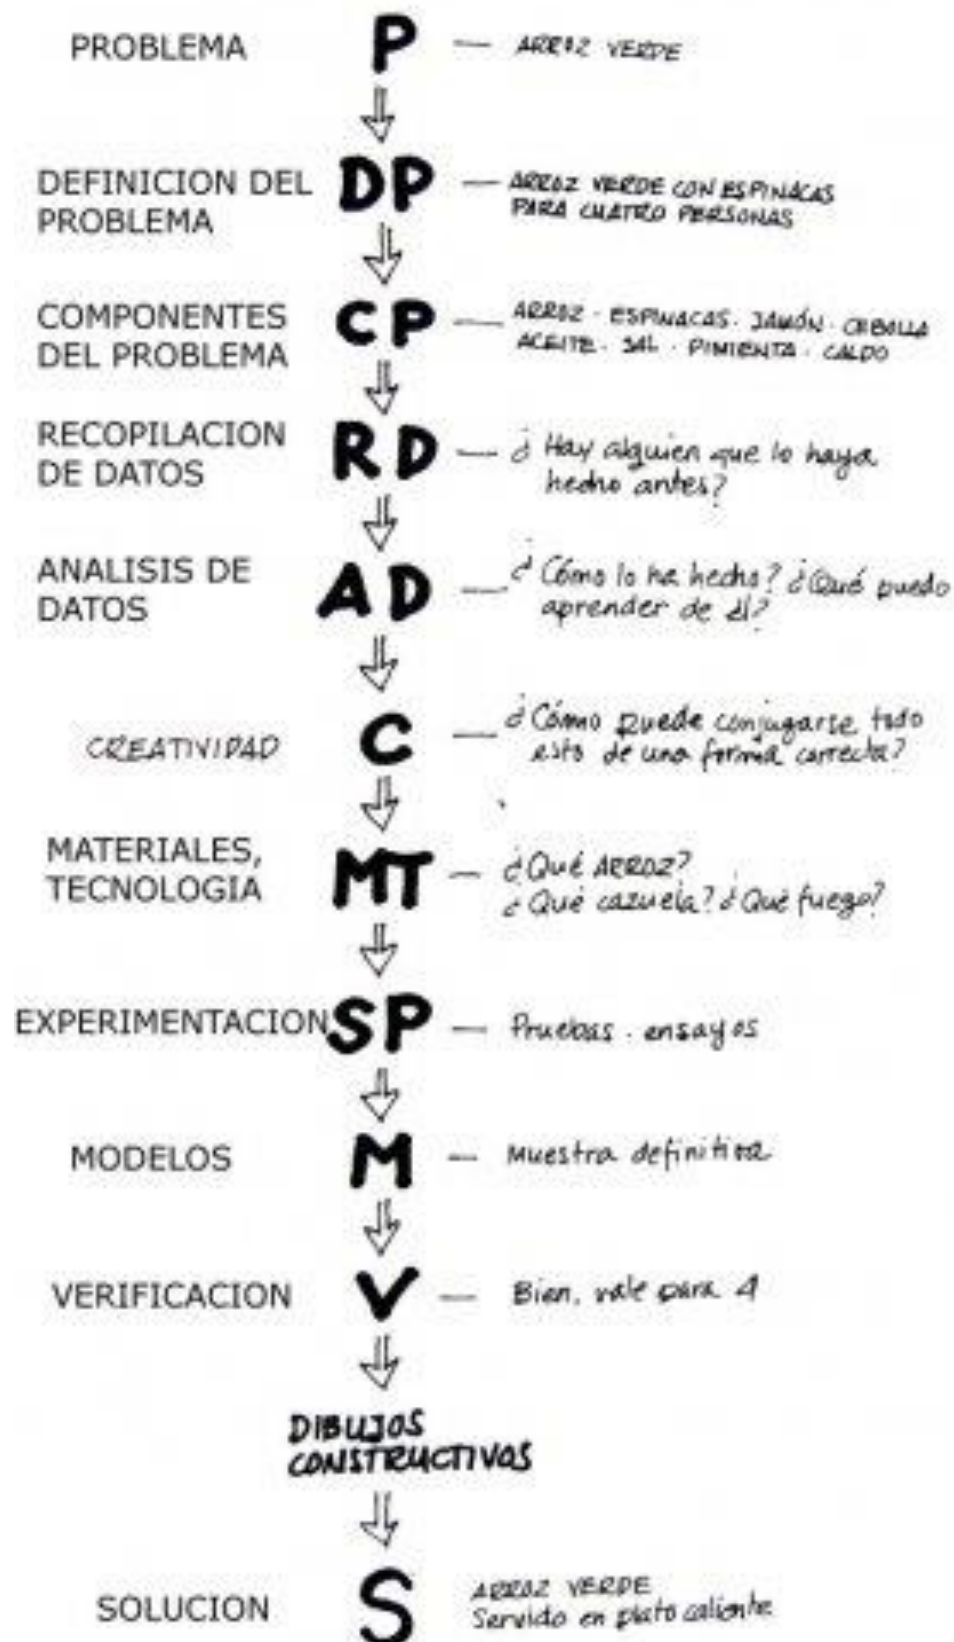 PROBLEMA P — ARROZ VERDE
DEFINICION DEL DP — ARROZ VERDE CON ESPINACAS
PROBLEMA PARA CUATRO PERSONAS
COMPONENTES CP — ARROZ · ESPINACAS · JAMÓN · CEBOLLA
DEL PROBLEMA ACEITE · SAL · PIMIENTA · CALDO
RECOPILACION RD — ¿Hay alguien que lo haya
DE DATOS hecho antes?
ANALISIS DE AD — ¿Cómo lo ha hecho? ¿Qué puedo
DATOS aprender de él?
CREATIVIDAD C — ¿Cómo puede conjugarse todo
esto de una forma correcta?
MATERIALES, MT — ¿Qué ARROZ?
TECNOLOGIA ¿Qué cazuela? ¿Qué fuego?
EXPERIMENTACION SP — Pruebas · ensayos
MODELOS M — Muestra definitiva
VERIFICACION V — Bien, vale para 4
DIBUJOS
CONSTRUCTIVOS
SOLUCION S ARROZ VERDE
Servido en plato caliente